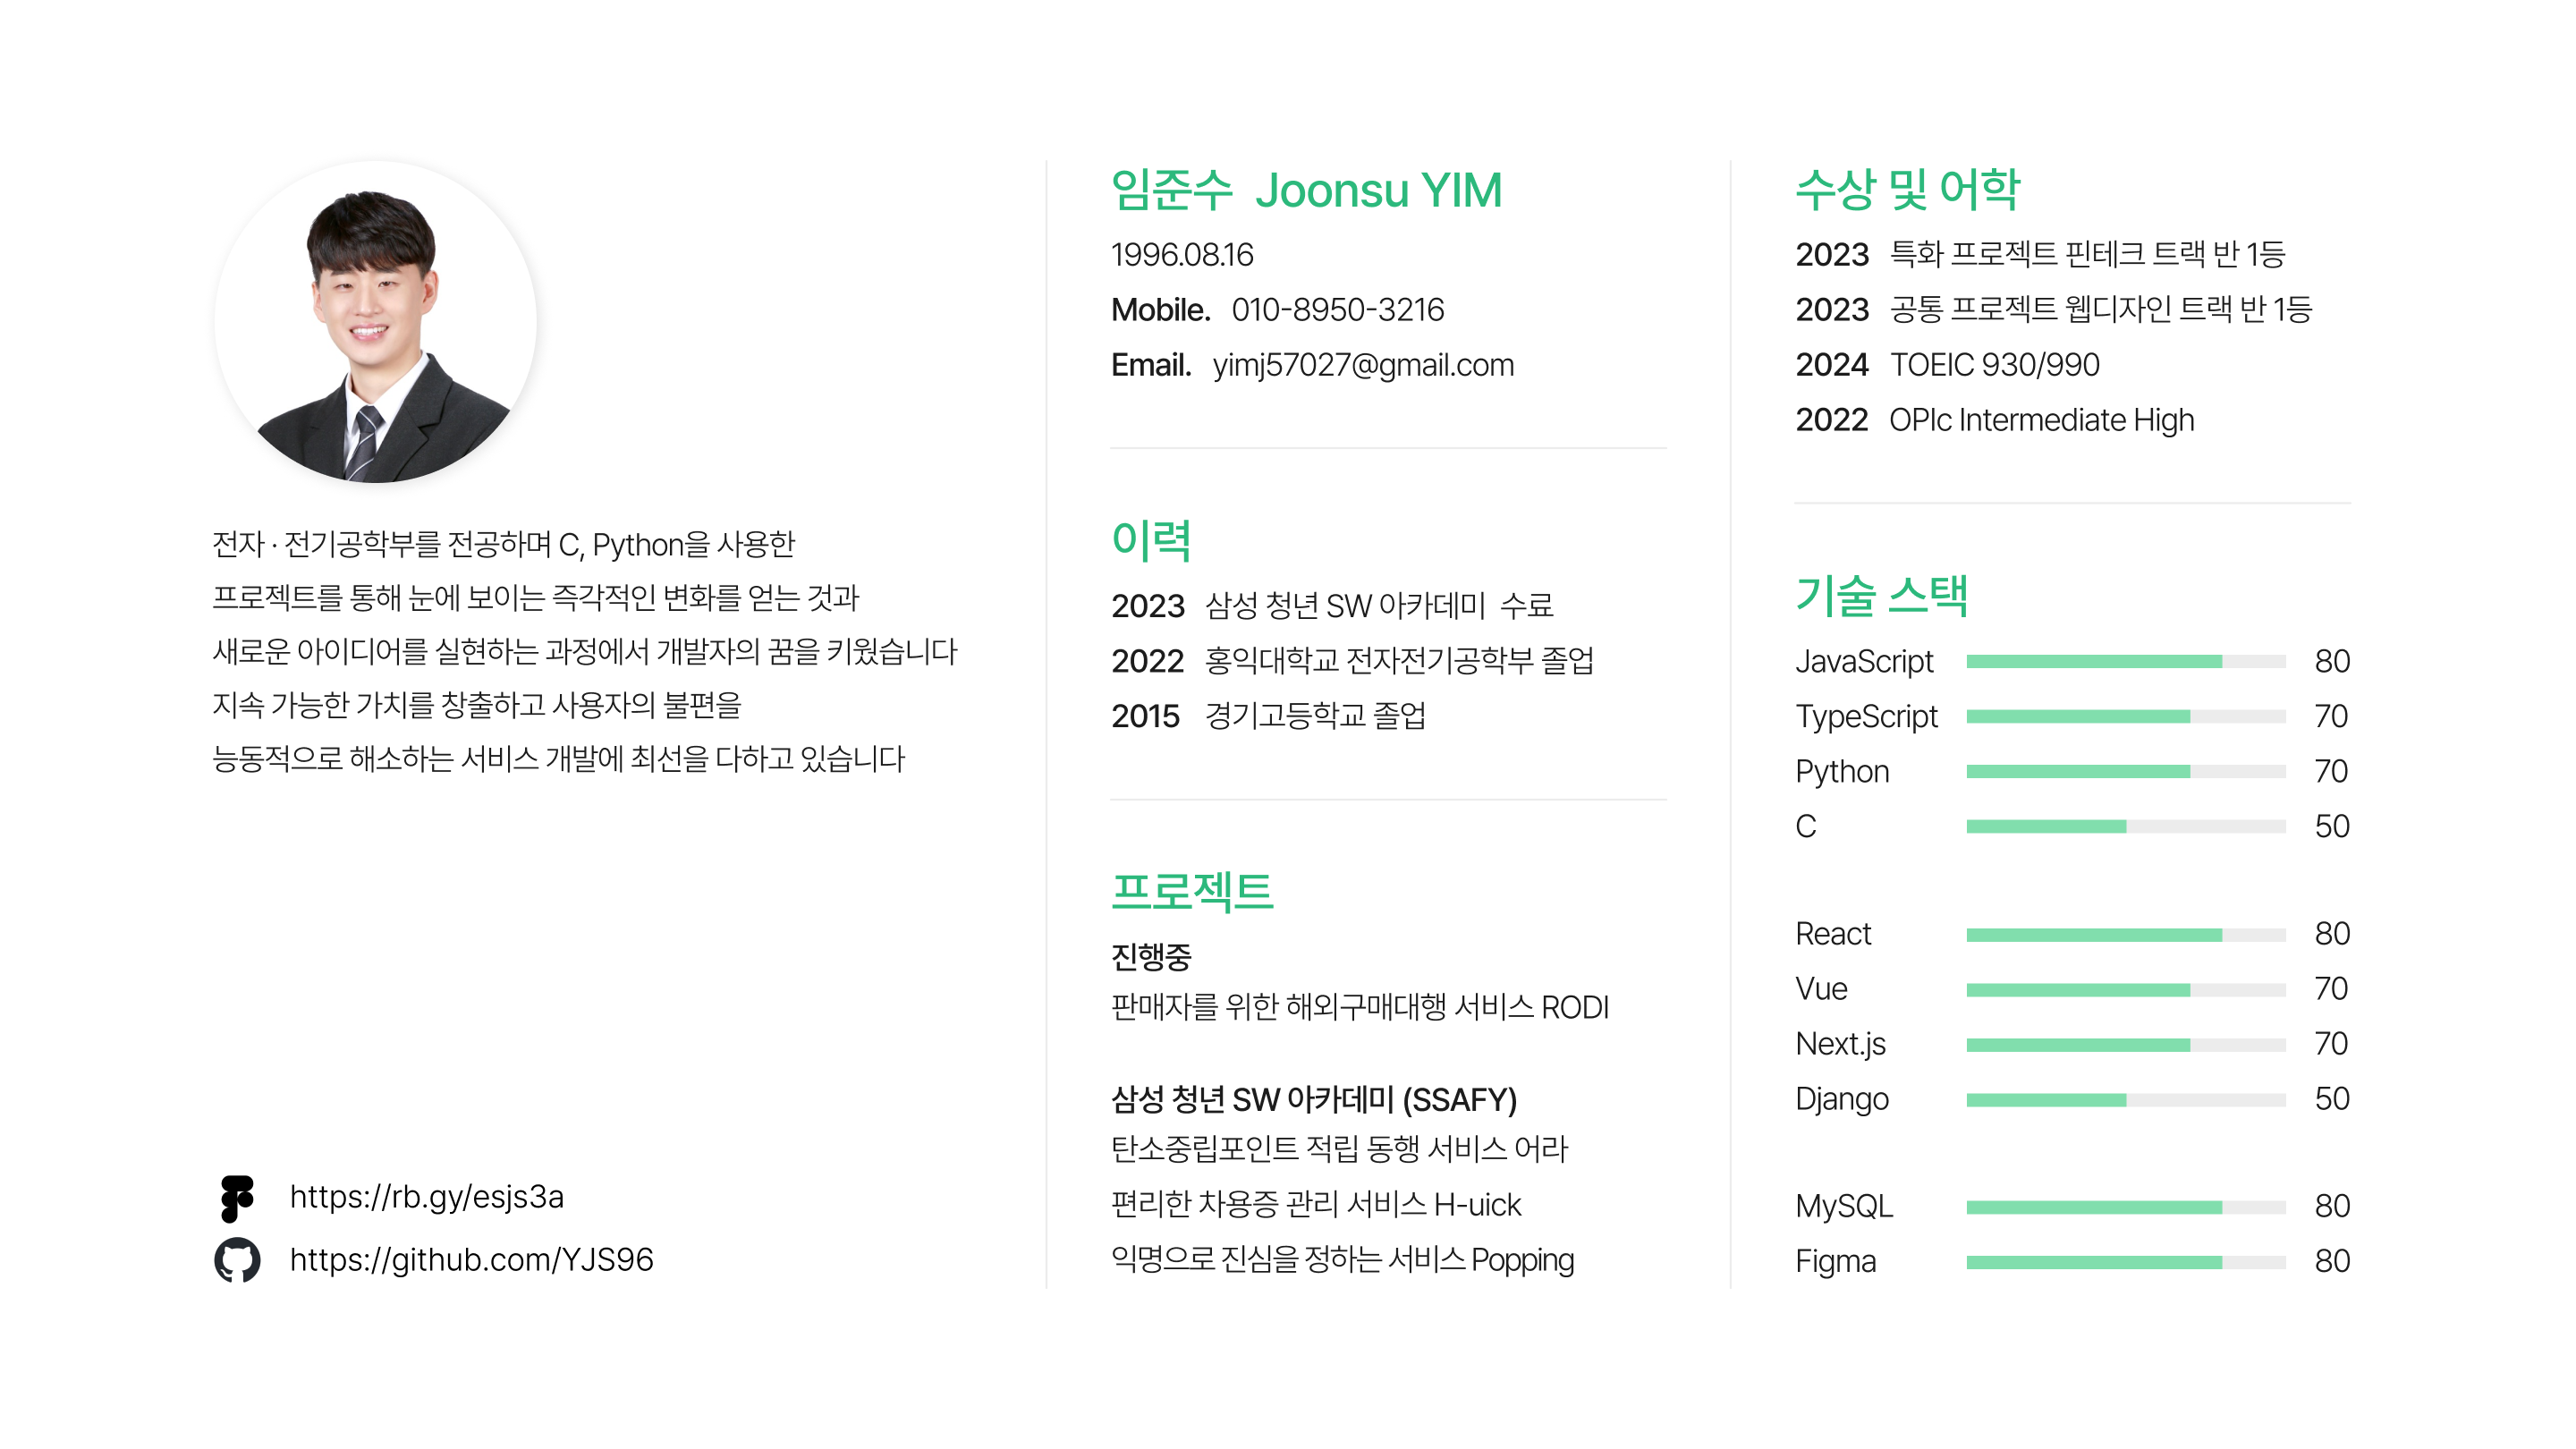 전자 · 전기공학부를 전공하며 C, Python을 사용한
프로젝트를 통해 눈에 보이는 즉각적인 변화를 얻는 것과
새로운 아이디어를 실현하는 과정에서 개발자의 꿈을 키웠습니다
지속 가능한 가치를 창출하고 사용자의 불편을
능동적으로 해소하는 서비스 개발에 최선을 다하고 있습니다
https://rb.gy/esjs3a
https://github.com/YJS96
임준수 Joonsu YIM
1996.08.16
Mobile. 010-8950-3216
Email. yimj57027@gmail.com
이력
2023 삼성 청년 SW 아카데미 수료
2022 홍익대학교 전자전기공학부 졸업
2015 경기고등학교 졸업
프로젝트
진행중
판매자를 위한 해외구매대행 서비스 RODI
삼성 청년 SW 아카데미 (SSAFY)
탄소중립포인트 적립 동행 서비스 어라
편리한 차용증 관리 서비스 H-uick
익명으로 진심을 정하는 서비스 Popping
수상 및 어학
2023 특화 프로젝트 핀테크 트랙 반 1등
2023 공통 프로젝트 웹디자인 트랙 반 1등
2024 TOEIC 930/990
2022 OPIc Intermediate High
기술 스택
JavaScript 80
TypeScript 70
Python 70
C 50
React 80
Vue 70
Next.js 70
Django 50
MySQL 80
Figma 80